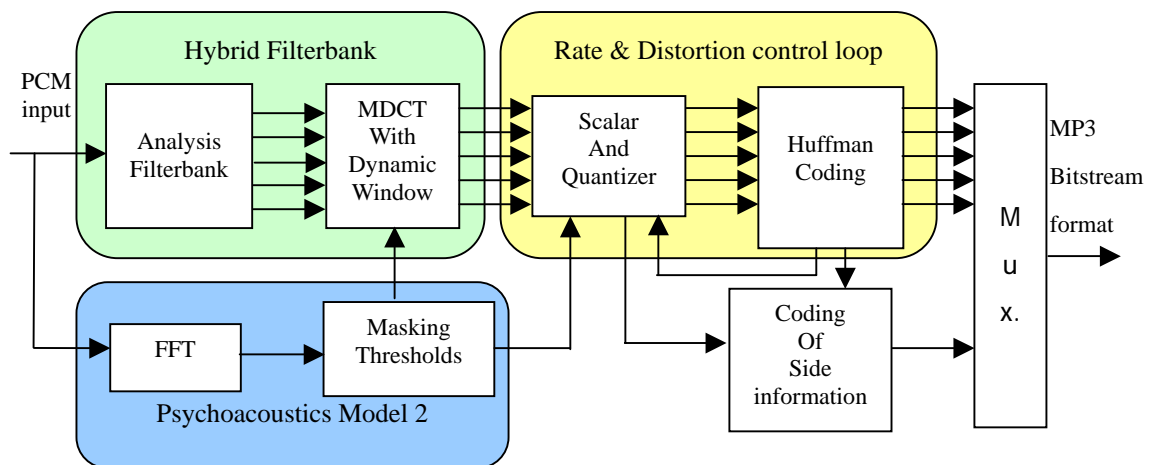 Hybrid Filterbank
Rate & Distortion control loop
PCM
input
Analysis
Filterbank
MDCT
With
Dynamic
Window
Scalar
And
Quantizer
Huffman
Coding
M
u
x.
MP3
Bitstream
format
FFT
Masking
Thresholds
Psychoacoustics Model 2
Coding
Of
Side
information